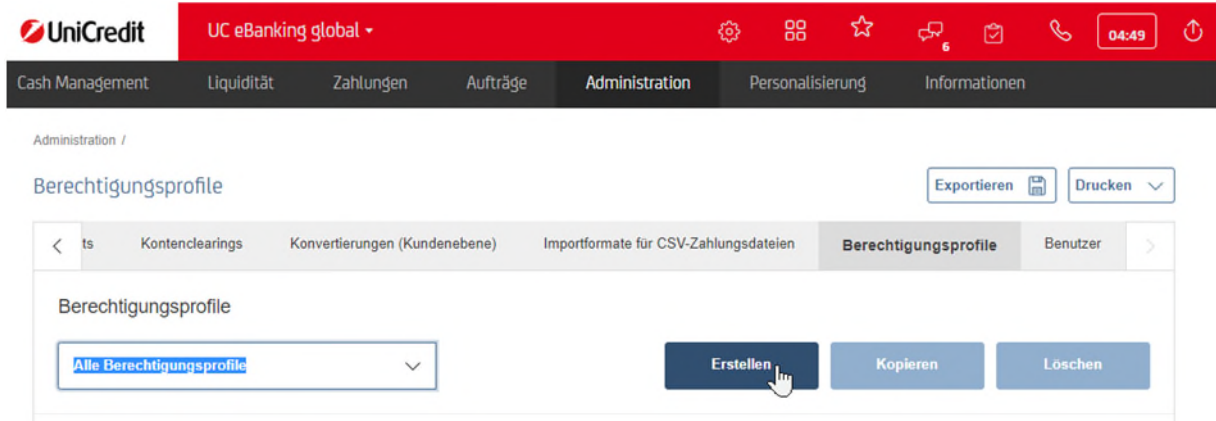 UniCredit UC eBanking global 6 04:49
Cash Management Liquidität Zahlungen Aufträge Administration Personalisierung Informationen
Administration /
Berechtigungsprofile Exportieren Drucken
ts Kontenclearings Konvertierungen (Kundenebene) Importformate für CSV-Zahlungsdateien Berechtigungsprofile Benutzer
Berechtigungsprofile
Alle Berechtigungsprofile Erstellen Kopieren Löschen